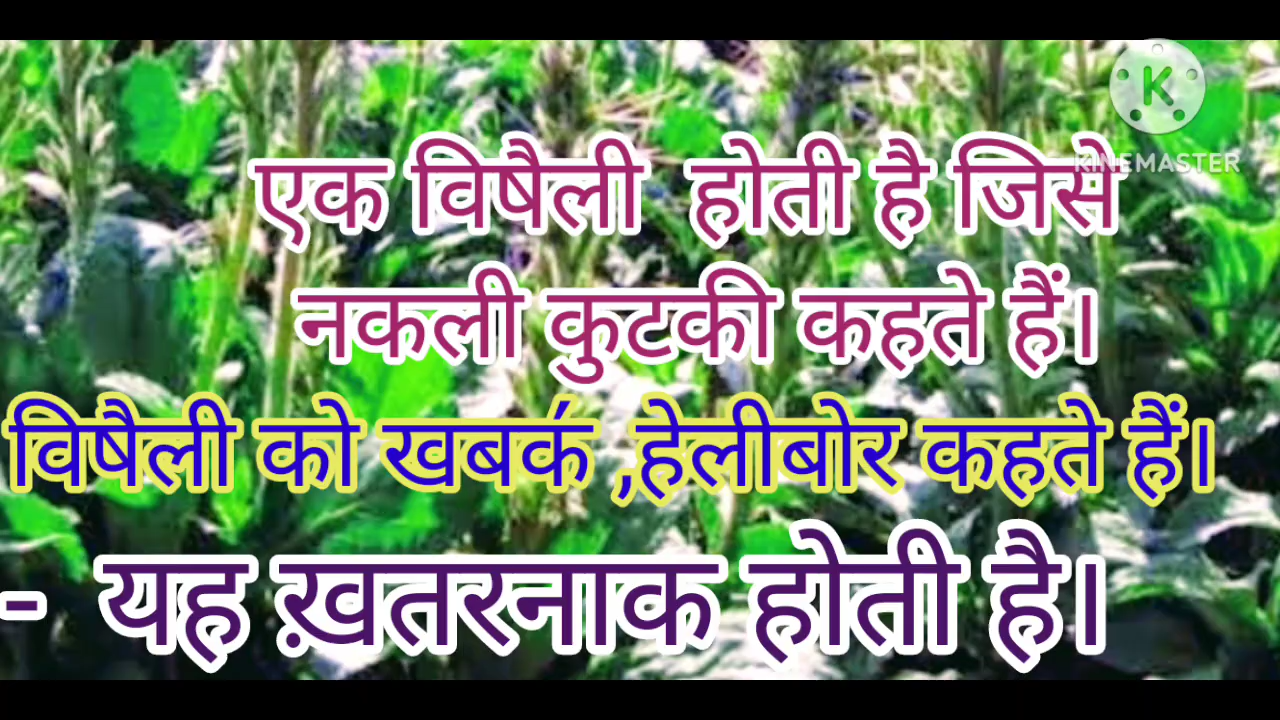 K
KINEMASTER
एक विषैली होती है जिसे
नकली कुटकी कहते हैं।
विषैली को खबर्क ,हेलीबोर कहते हैं।
- यह ख़तरनाक होती है।